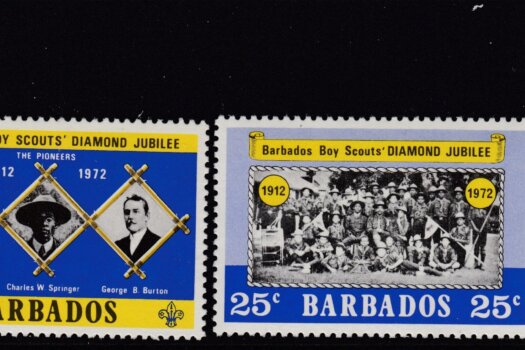 OY SCOUTS' DIAMOND JUBILEE
THE PIONEERS
12 1972
Charles W. Springer George B. Burton
ARBADOS
Barbados Boy Scouts' DIAMOND JUBILEE
1912 1972
25c BARBADOS 25c